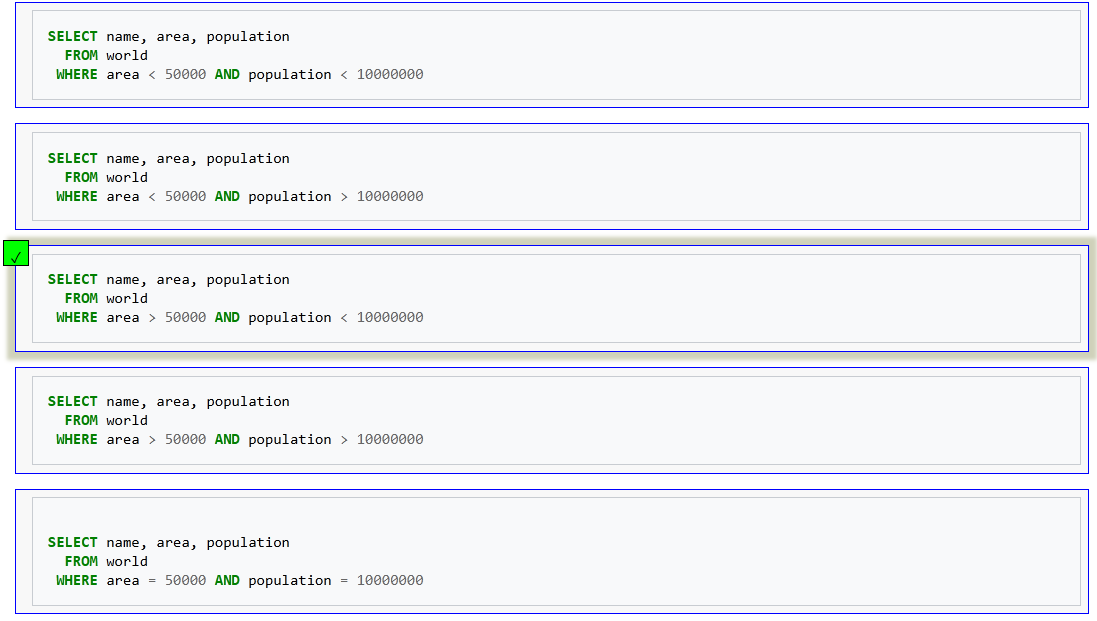 SELECT name, area, population
FROM world
WHERE area < 50000 AND population < 10000000
SELECT name, area, population
FROM world
WHERE area < 50000 AND population > 10000000
✓
SELECT name, area, population
FROM world
WHERE area > 50000 AND population < 10000000
SELECT name, area, population
FROM world
WHERE area > 50000 AND population > 10000000
SELECT name, area, population
FROM world
WHERE area = 50000 AND population = 10000000